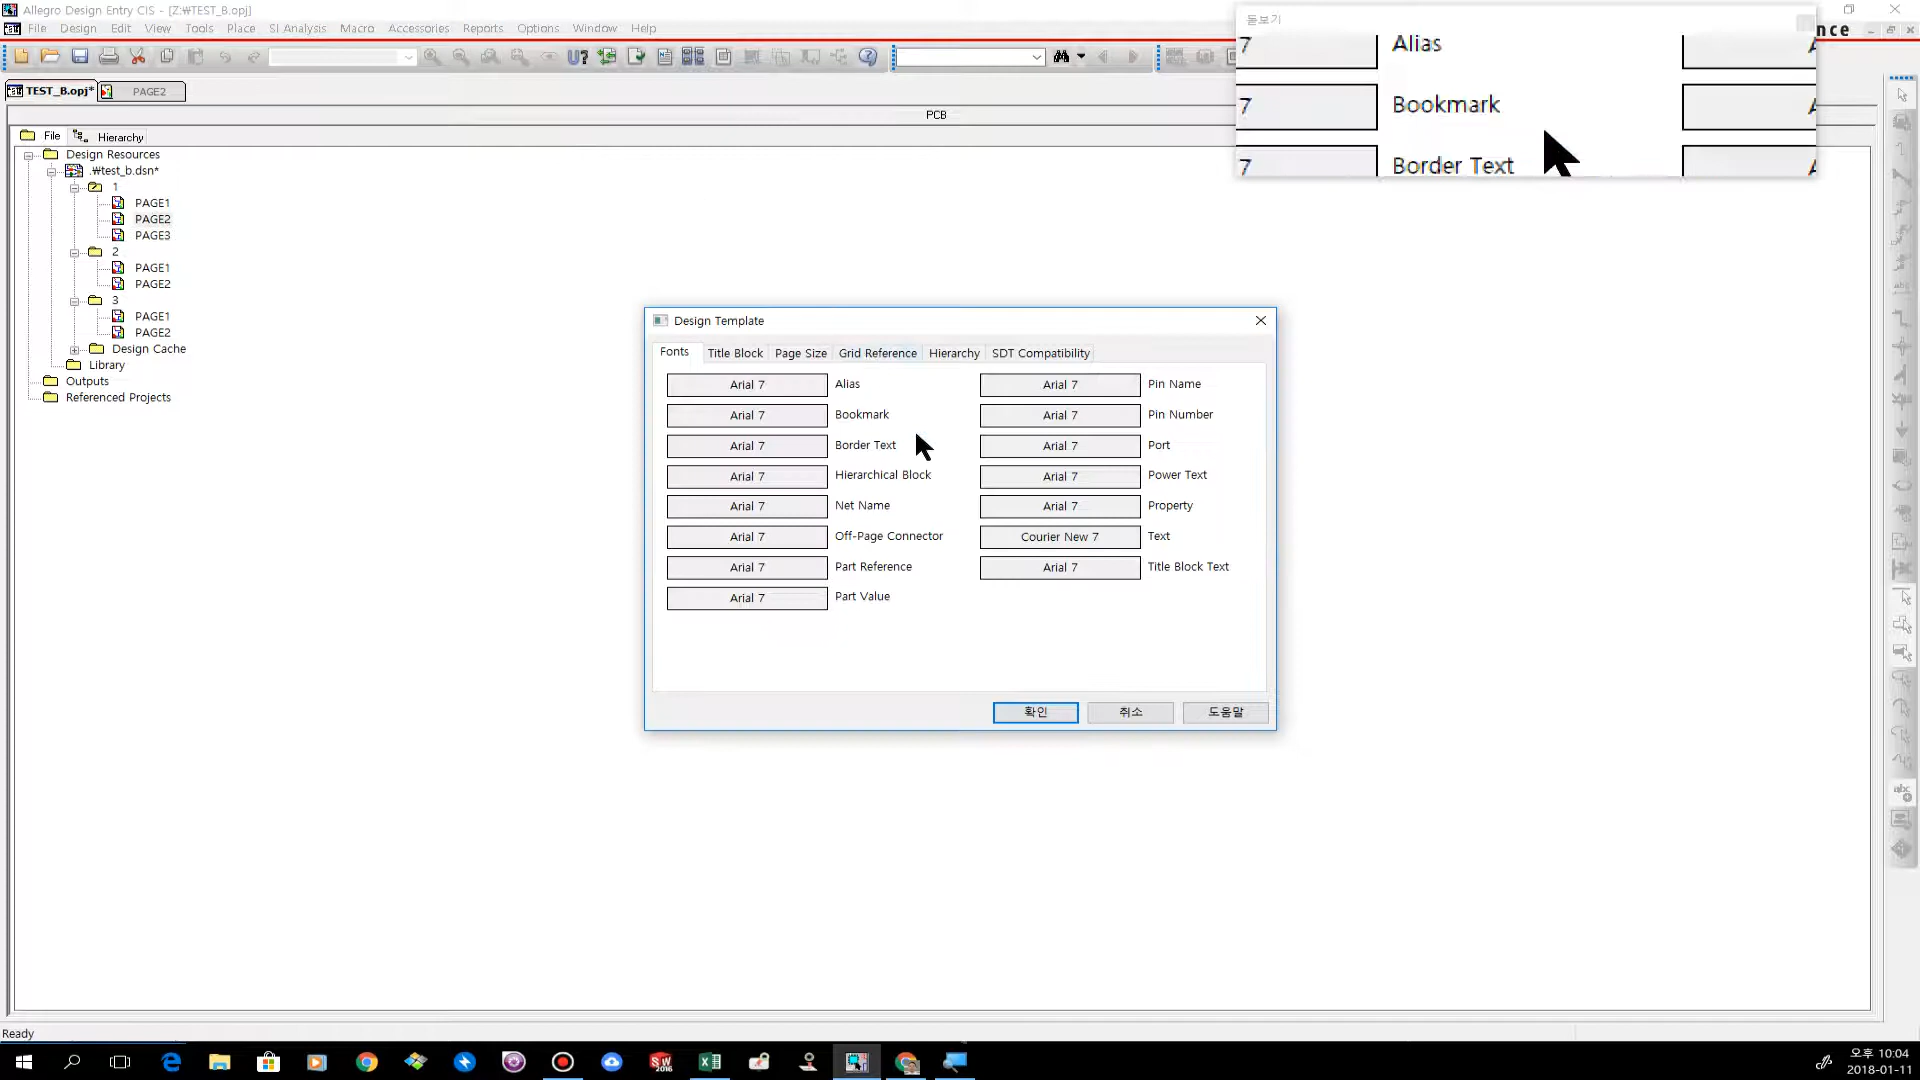 Allegro Design Entry CIS - [Z:₩TEST_B.opj]
돋보기
File Design Edit View Tools Place SI Analysis Macro Accessories Reports Options Window Help
nce
7 Alias
7 Bookmark
7 Border Text
TEST_B.opj* PAGE2
PCB
File Hierarchy
Design Resources
.₩test_b.dsn*
1
PAGE1
PAGE2
PAGE3
2
PAGE1
PAGE2
3
PAGE1
PAGE2
Design Cache
Library
Outputs
Referenced Projects
Design Template
Fonts Title Block Page Size Grid Reference Hierarchy SDT Compatibility
Arial 7 Alias Arial 7 Pin Name
Arial 7 Bookmark Arial 7 Pin Number
Arial 7 Border Text Arial 7 Port
Arial 7 Hierarchical Block Arial 7 Power Text
Arial 7 Net Name Arial 7 Property
Arial 7 Off-Page Connector Courier New 7 Text
Arial 7 Part Reference Arial 7 Title Block Text
Arial 7 Part Value
확인 취소 도움말
Ready
SW
2016
오후 10:04
2018-01-11